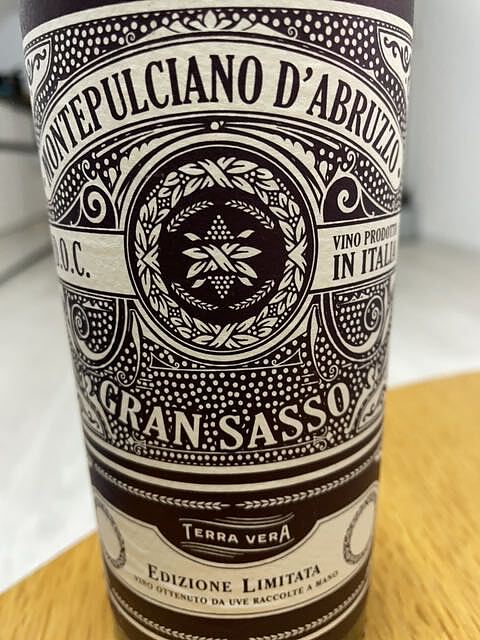 MONTEPULCIANO D'ABRUZZO
D.O.C.
VINO PRODOTTO
IN ITALIA
GRAN SASSO
TERRA VERA
EDIZIONE LIMITATA
VINO OTTENUTO DA UVE RACCOLTE A MANO